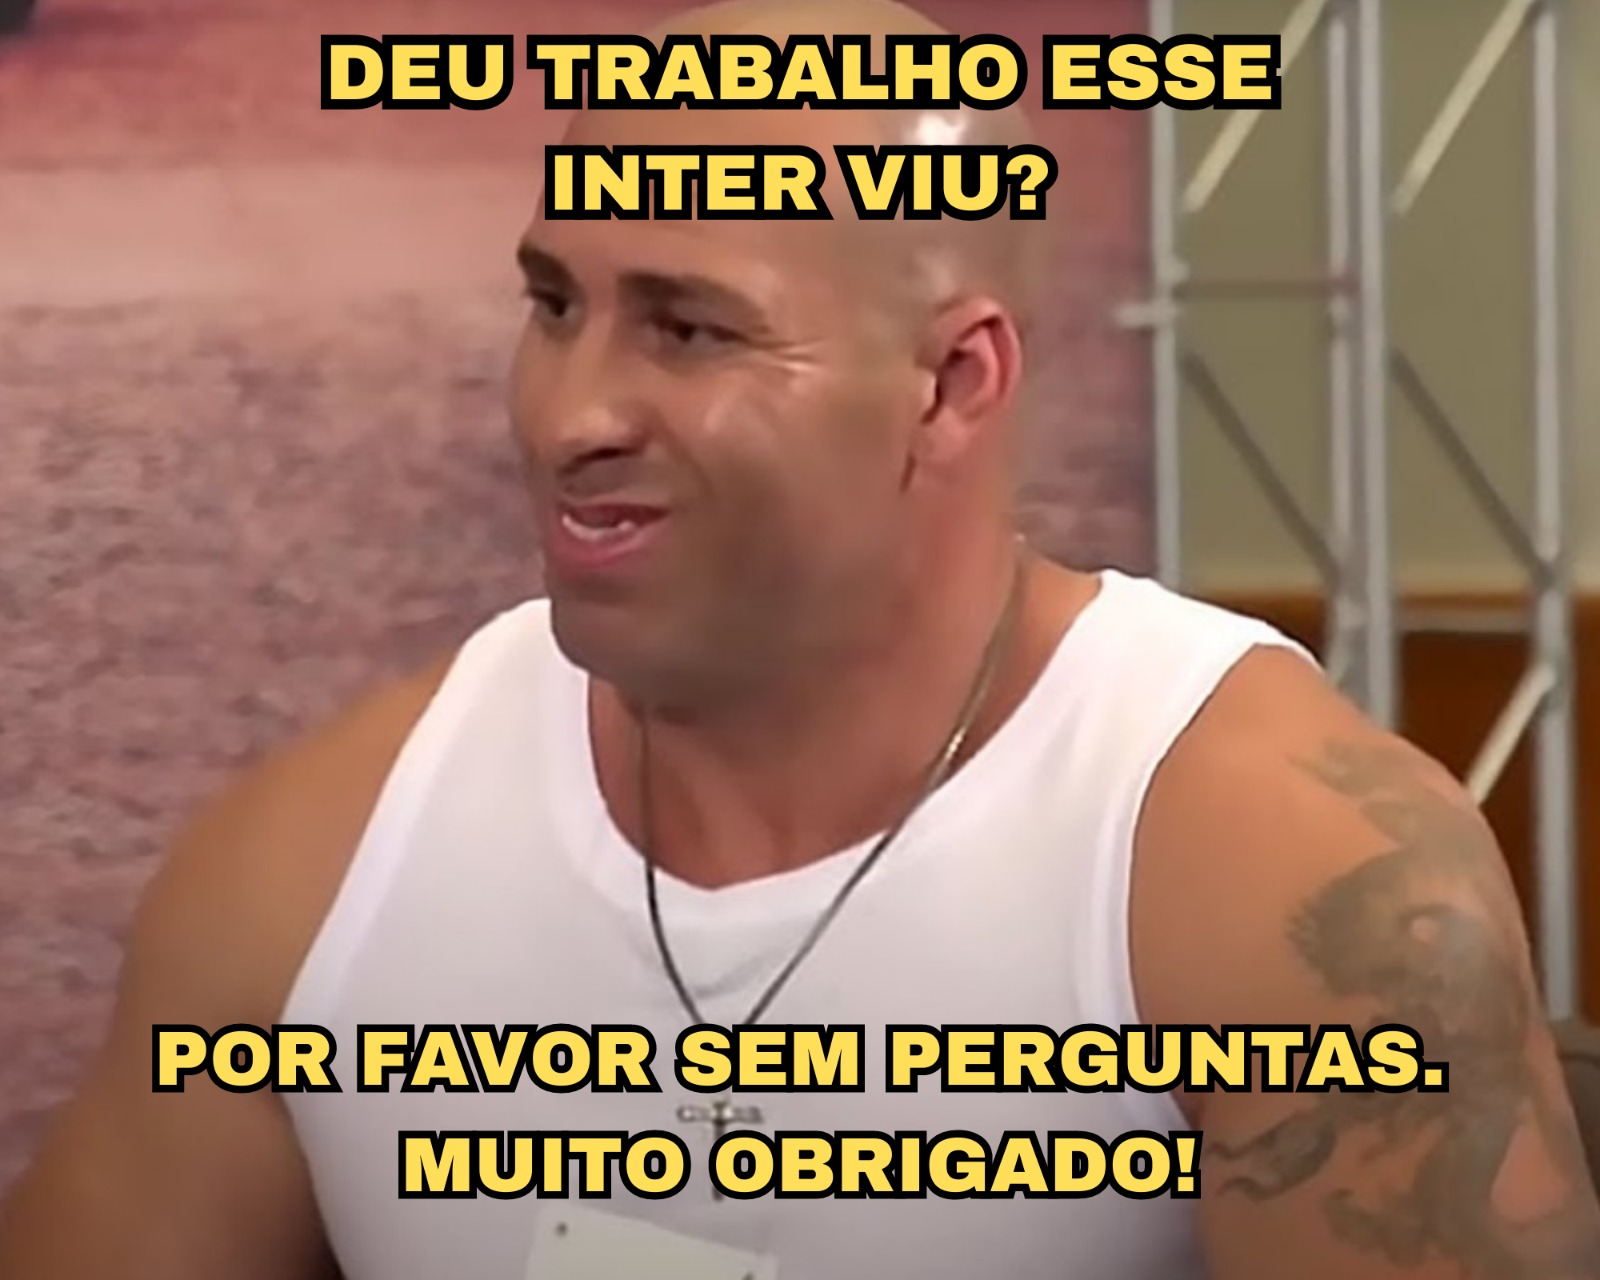 DEU TRABALHO ESSE
INTER VIU?
POR FAVOR SEM PERGUNTAS.
MUITO OBRIGADO!